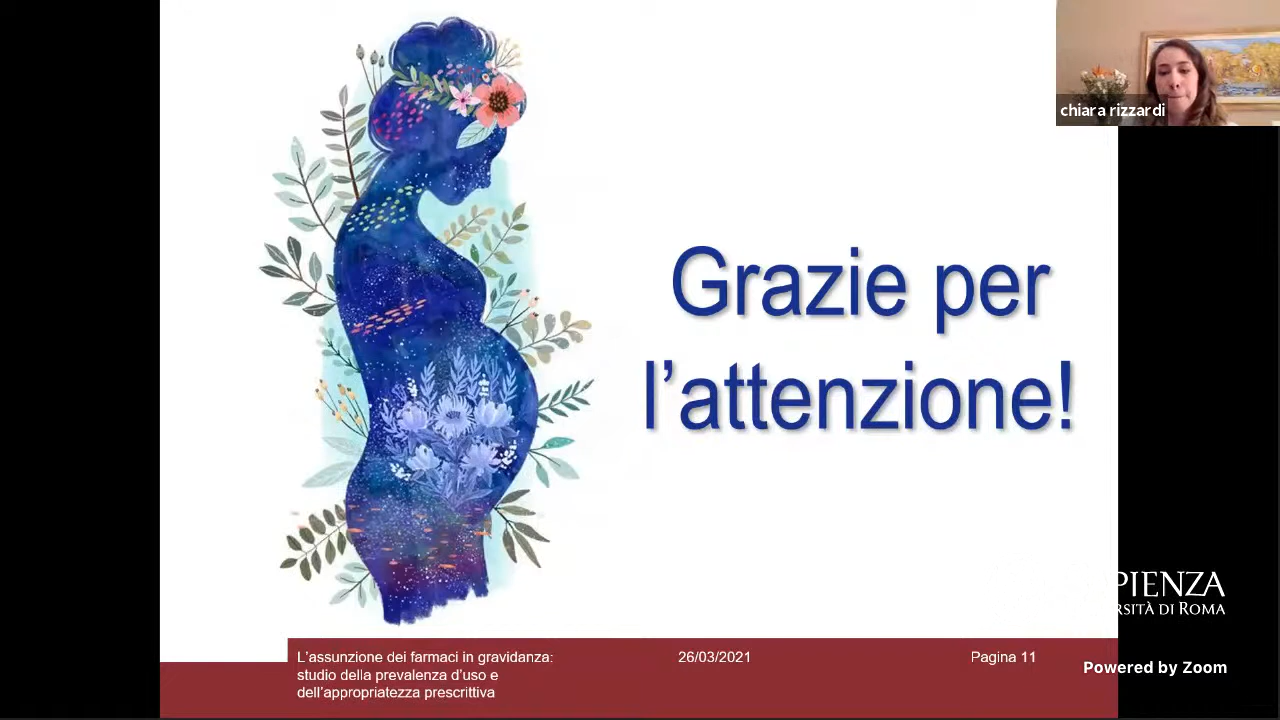 chiara rizzardi
Grazie per
l'attenzione!
PIENZA
RSITÀ DI ROMA
L'assunzione dei farmaci in gravidanza:
studio della prevalenza d'uso e
dell'appropriatezza prescrittiva
26/03/2021
Pagina 11
Powered by Zoom